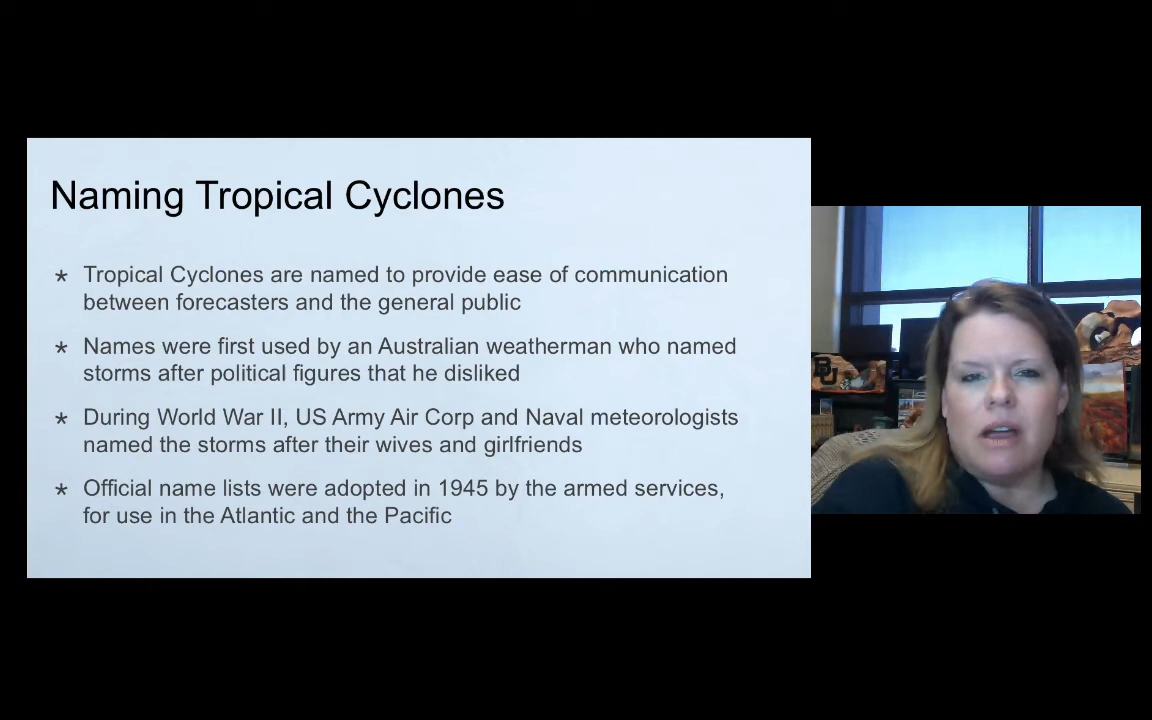 Naming Tropical Cyclones
* Tropical Cyclones are named to provide ease of communication
between forecasters and the general public
* Names were first used by an Australian weatherman who named
storms after political figures that he disliked
* During World War II, US Army Air Corp and Naval meteorologists
named the storms after their wives and girlfriends
* Official name lists were adopted in 1945 by the armed services,
for use in the Atlantic and the Pacific
BU